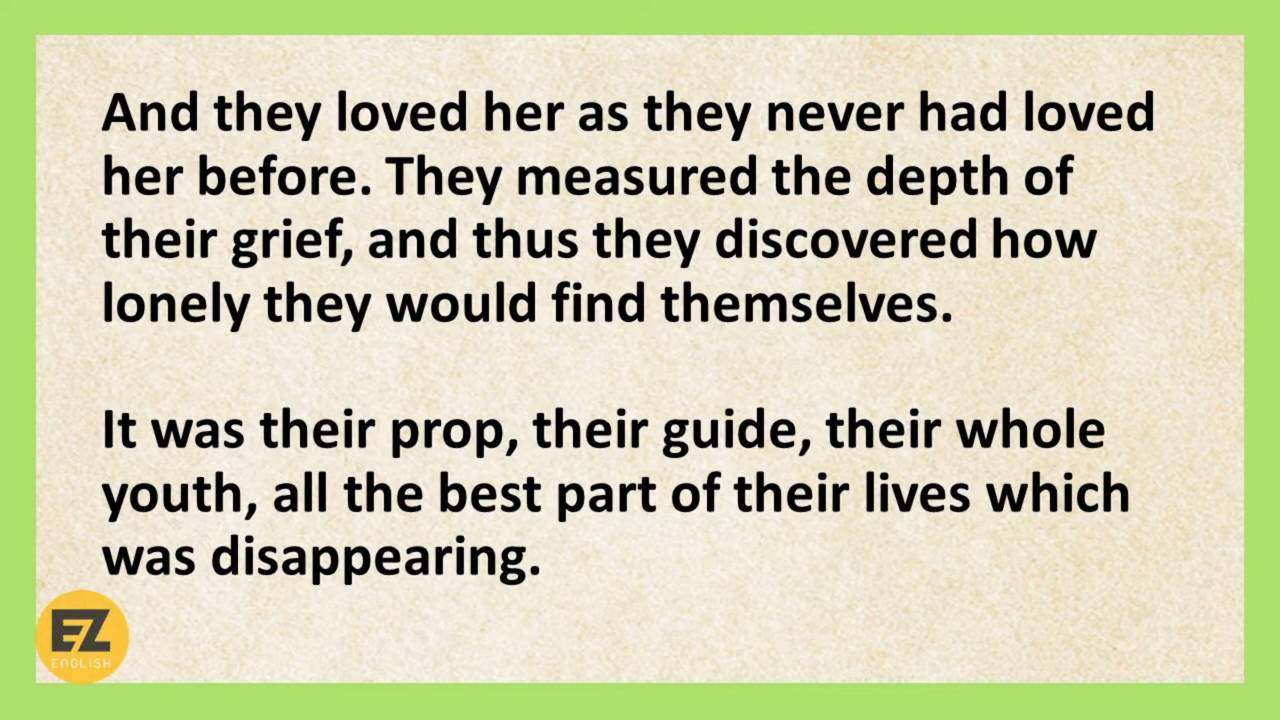 And they loved her as they never had loved
her before. They measured the depth of
their grief, and thus they discovered how
lonely they would find themselves.
It was their prop, their guide, their whole
youth, all the best part of their lives which
was disappearing.
EZ
ENGLISH